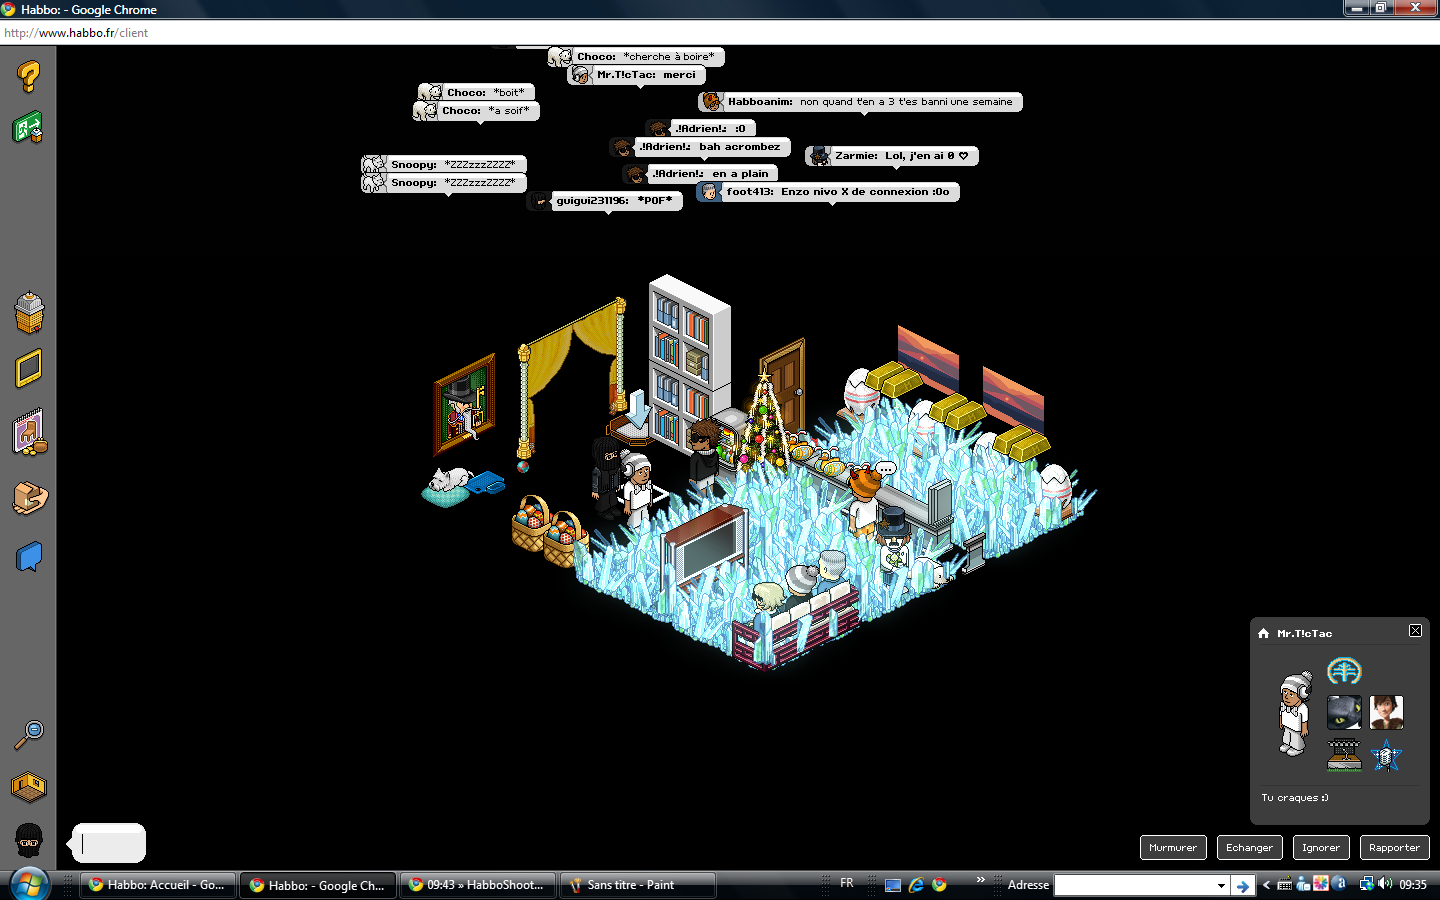 Habbo: - Google Chrome
http://www.habbo.fr/client
Choco: *cherche à boire*
Mr.T!cTac: merci
Choco: *boit*
Habboanim: non quand t'en a 3 t'es banni une semaine
Choco: *a soif*
.!Adrien!.: :O
.!Adrien!.: bah acrombez
Zarmie: Lol, j'en ai 0 ♥
Snoopy: *ZZZzzzZZZZ*
.!Adrien!.: en a plain
Snoopy: *ZZZzzzZZZZ*
foot413: Enzo nivo X de connexion :Oo
guigui231196: *POF*
...
Mr.T!cTac
Tu craques :)
Murmurer
Echanger
Ignorer
Rapporter
Habbo: Accueil - Go...
Habbo: - Google Ch...
09:43 » HabboShoot...
Sans titre - Paint
FR
Adresse
09:35